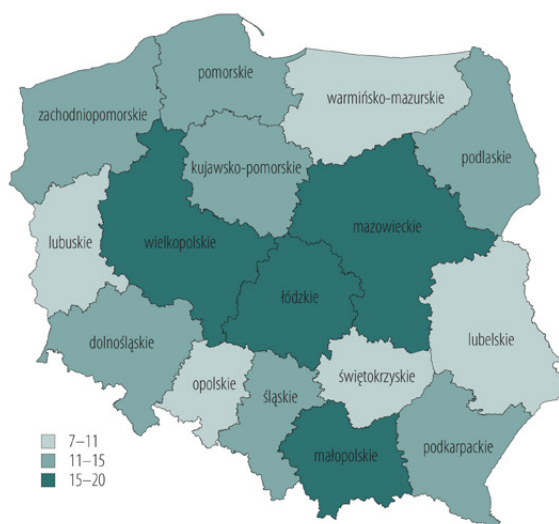 pomorskie
warmińsko-mazurskie
zachodniopomorskie
podlaskie
kujawsko-pomorskie
mazowieckie
lubuskie
wielkopolskie
łódzkie
dolnośląskie
lubelskie
opolskie
świętokrzyskie
śląskie
podkarpackie
małopolskie
7–11
11–15
15–20